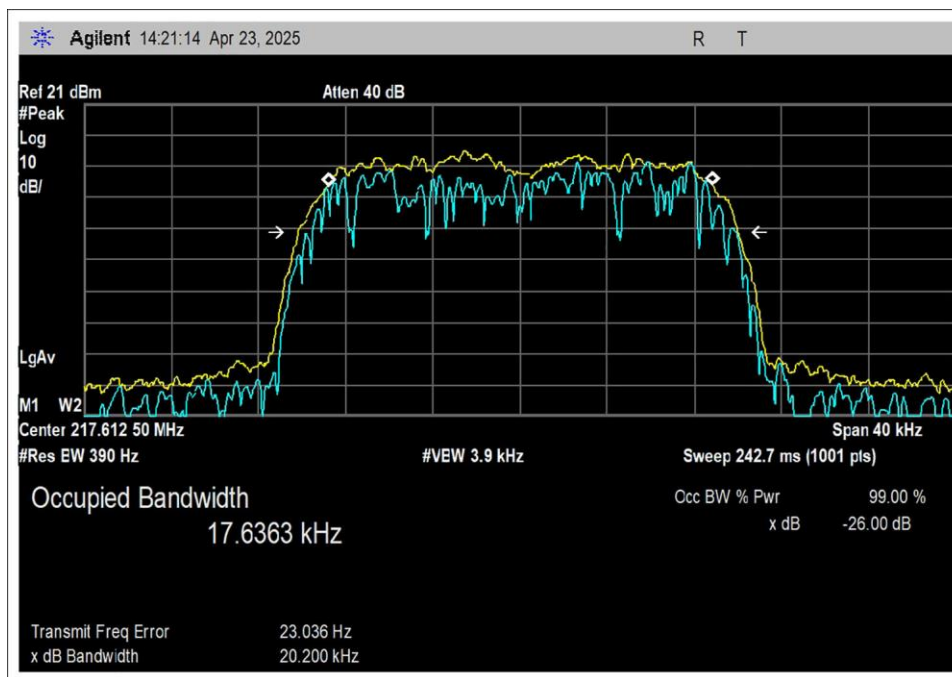 Agilent 14:21:14 Apr 23, 2025 R T
Ref 21 dBm Atten 40 dB
#Peak
Log
10
dB/
LgAv
M1 W2
Center 217.612 50 MHz Span 40 kHz
#Res EW 390 Hz #VBW 3.9 kHz Sweep 242.7 ms (1001 pts)
Occupied Bandwidth Occ BW % Pwr 99.00 %
17.6363 kHz x dB -26.00 dB
Transmit Freq Error 23.036 Hz
x dB Bandwidth 20.200 kHz